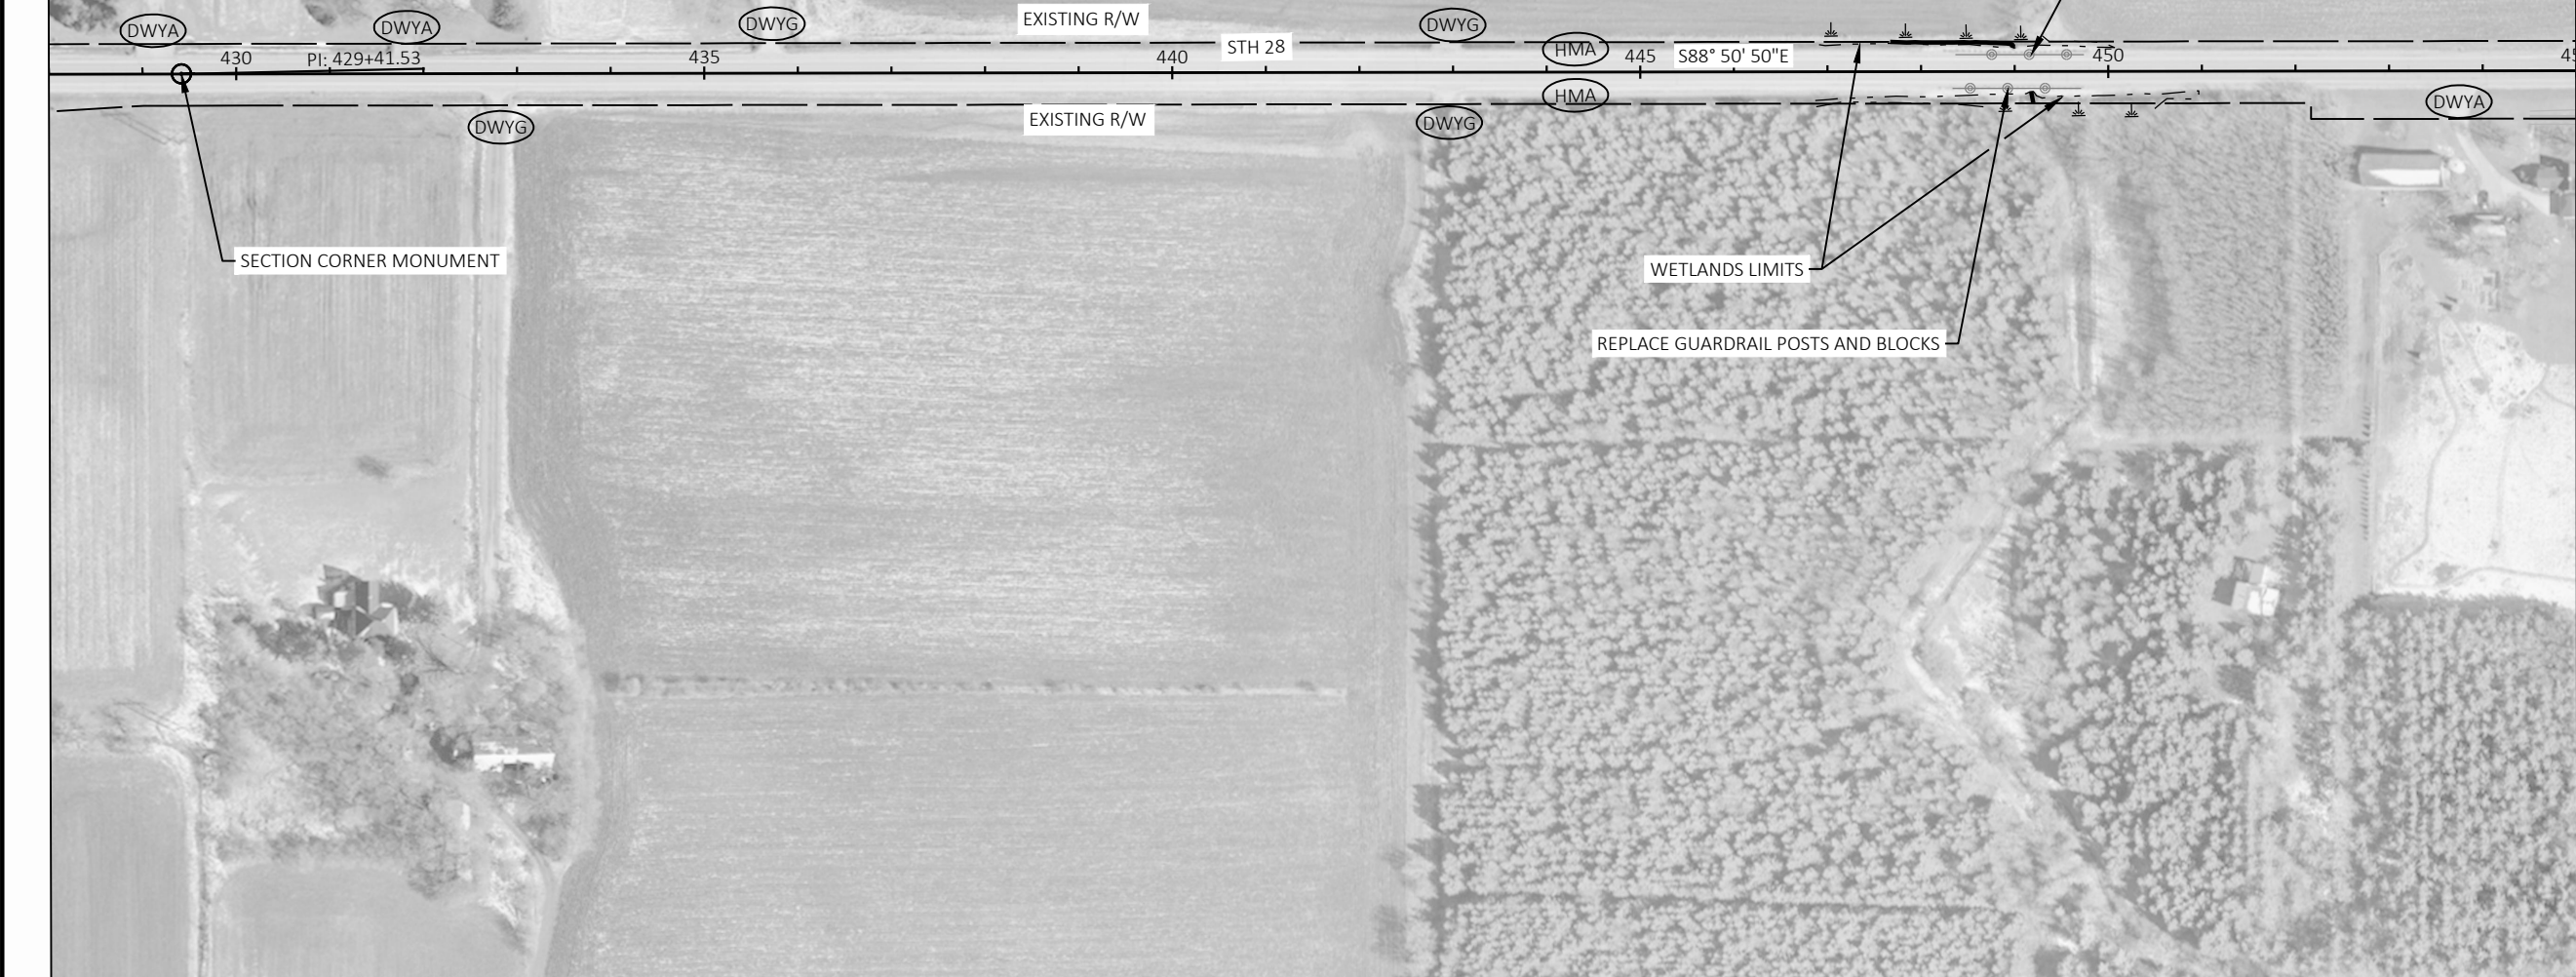 DWYA
DWYA
DWYG
EXISTING R/W
DWYG
STH 28
HMA
430
PI: 429+41.53
435
440
445
S88° 50' 50"E
450
HMA
DWYG
EXISTING R/W
DWYG
DWYA
SECTION CORNER MONUMENT
WETLANDS LIMITS
REPLACE GUARDRAIL POSTS AND BLOCKS